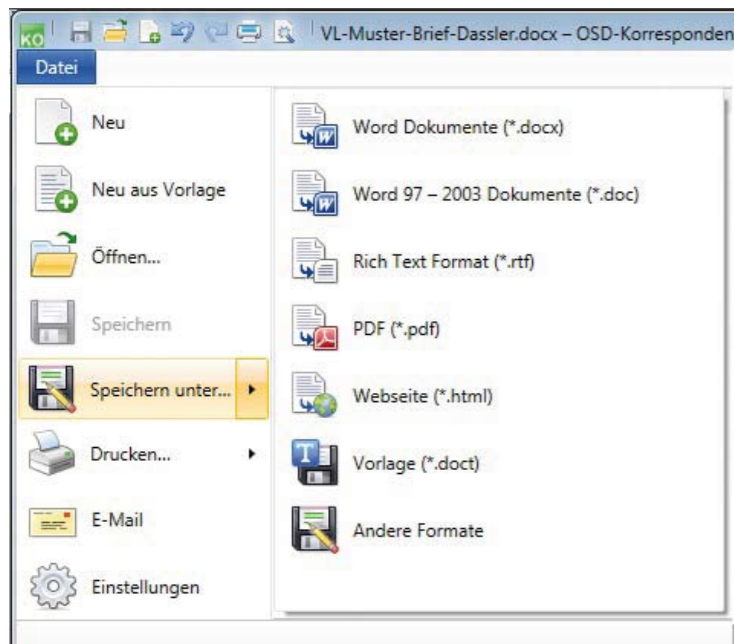 KO
VL-Muster-Brief-Dassler.docx – OSD-Korresponden
Datei
Neu
Neu aus Vorlage
Öffnen...
Speichern
Speichern unter...
Drucken...
E-Mail
Einstellungen
Word Dokumente (*.docx)
Word 97 – 2003 Dokumente (*.doc)
Rich Text Format (*.rtf)
PDF (*.pdf)
Webseite (*.html)
Vorlage (*.doct)
Andere Formate